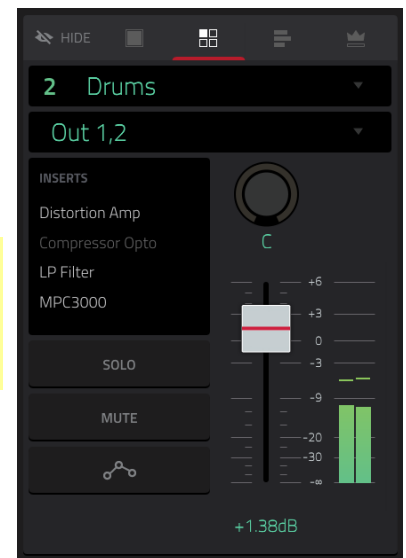 HIDE
2 Drums
Out 1,2
INSERTS
Distortion Amp
Compressor Opto
LP Filter
MPC3000
C
+6
+3
0
-3
-9
-20
-30
-∞
SOLO
MUTE
+1.38dB